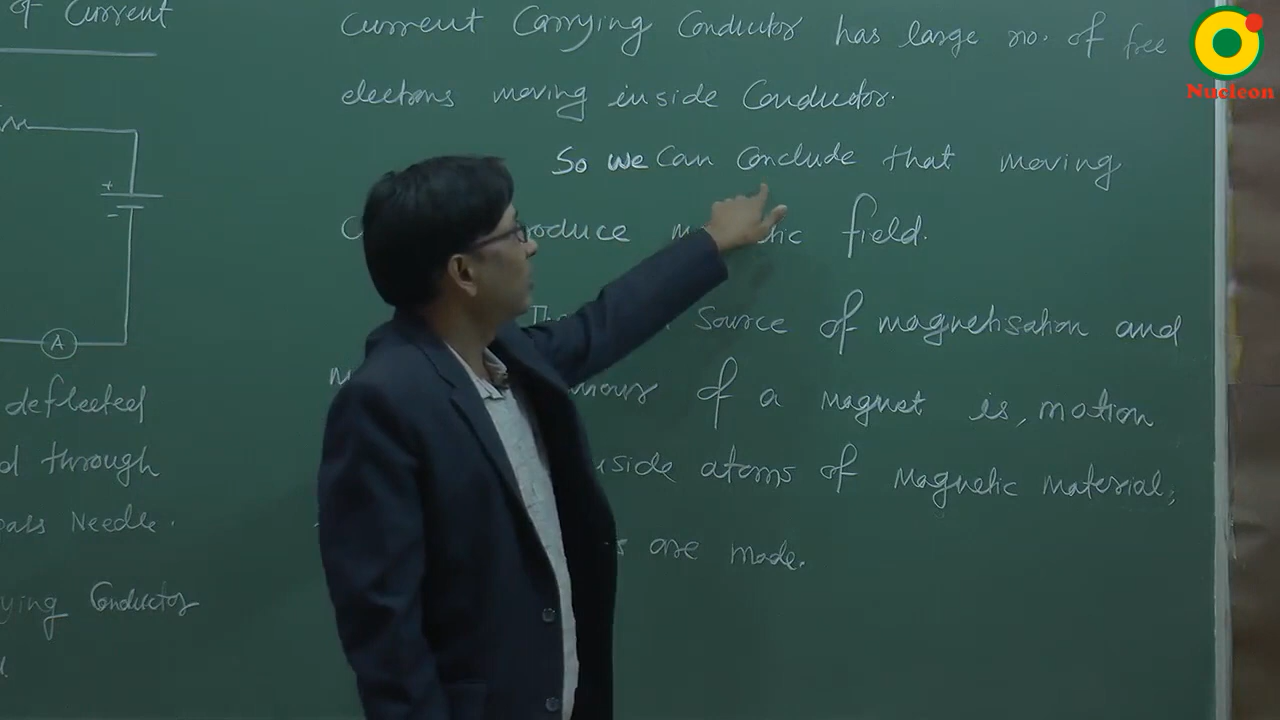 of Current
+
-
A
deflected
through
Needle.
Conductor
Current Carrying Conductor has large no. of free
electrons moving inside Conductor.
So we Can Conclude that moving
field.
source of magnetisation and
of a magnet is, motion
atoms of magnetic material,
are made.
Nucleon